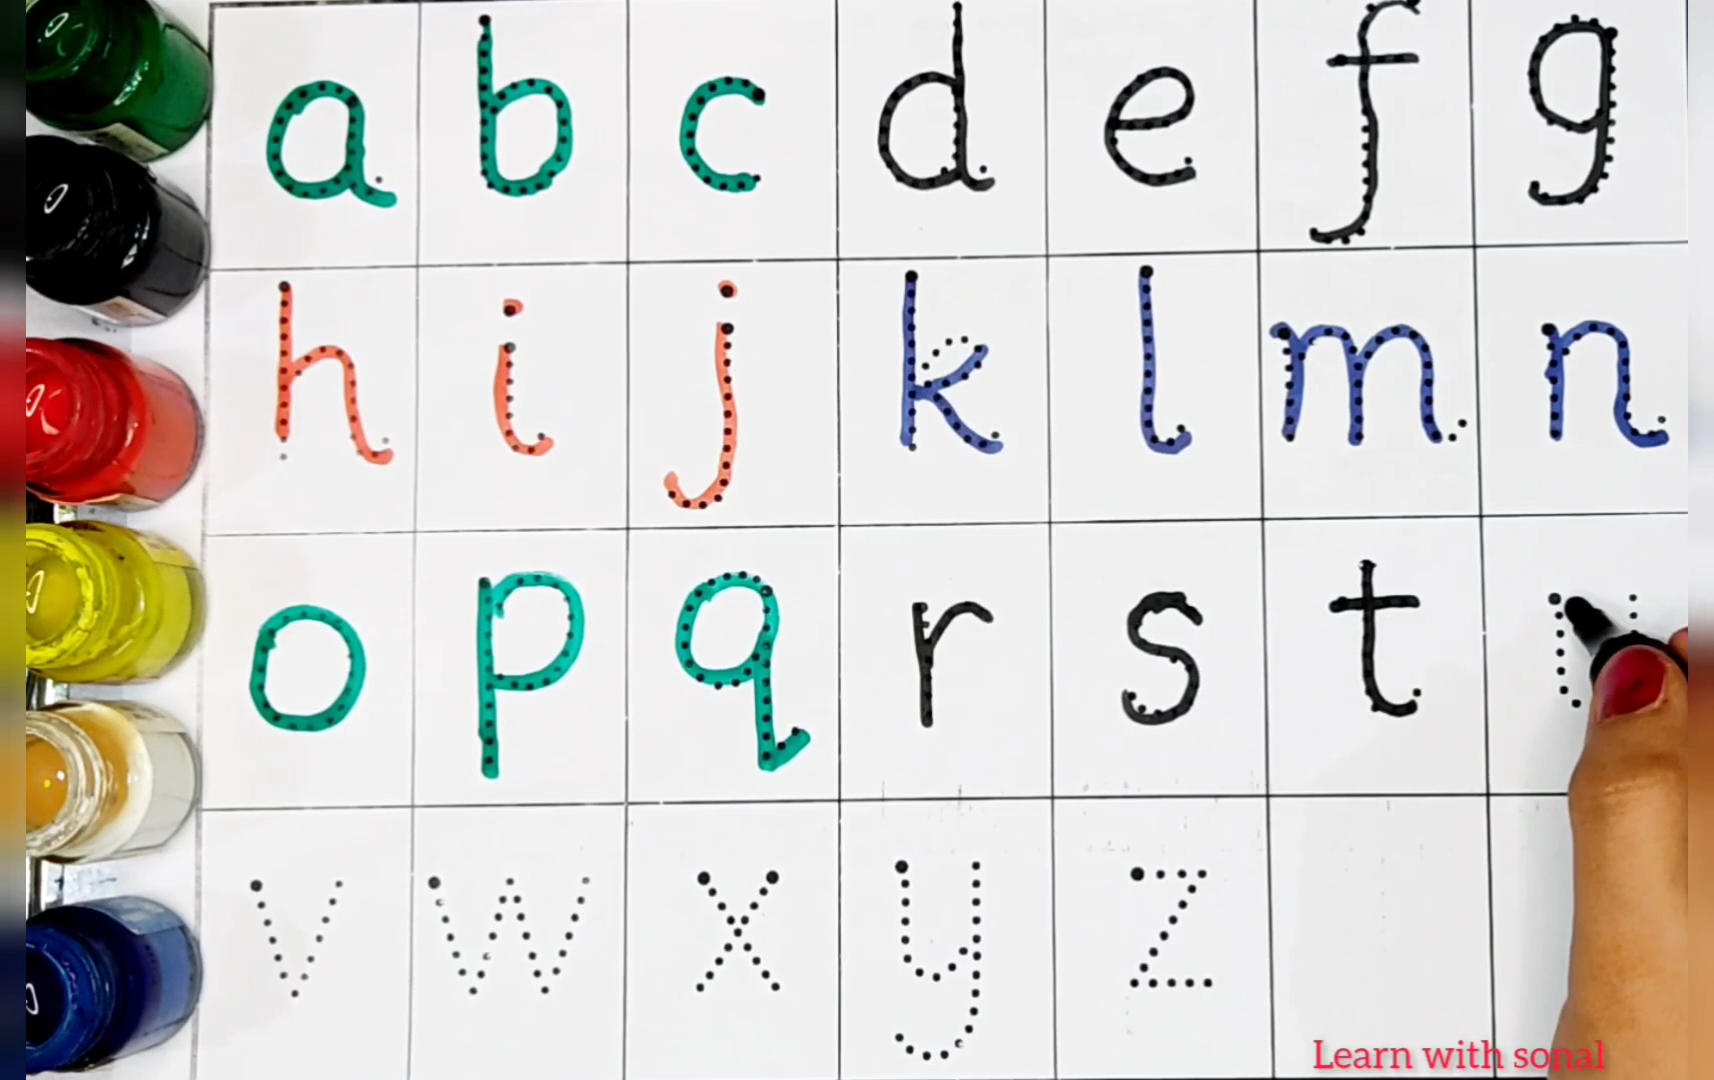 a b c d e f g
h i j k l m n
o p q r s t
v w x y z
Learn with sonal